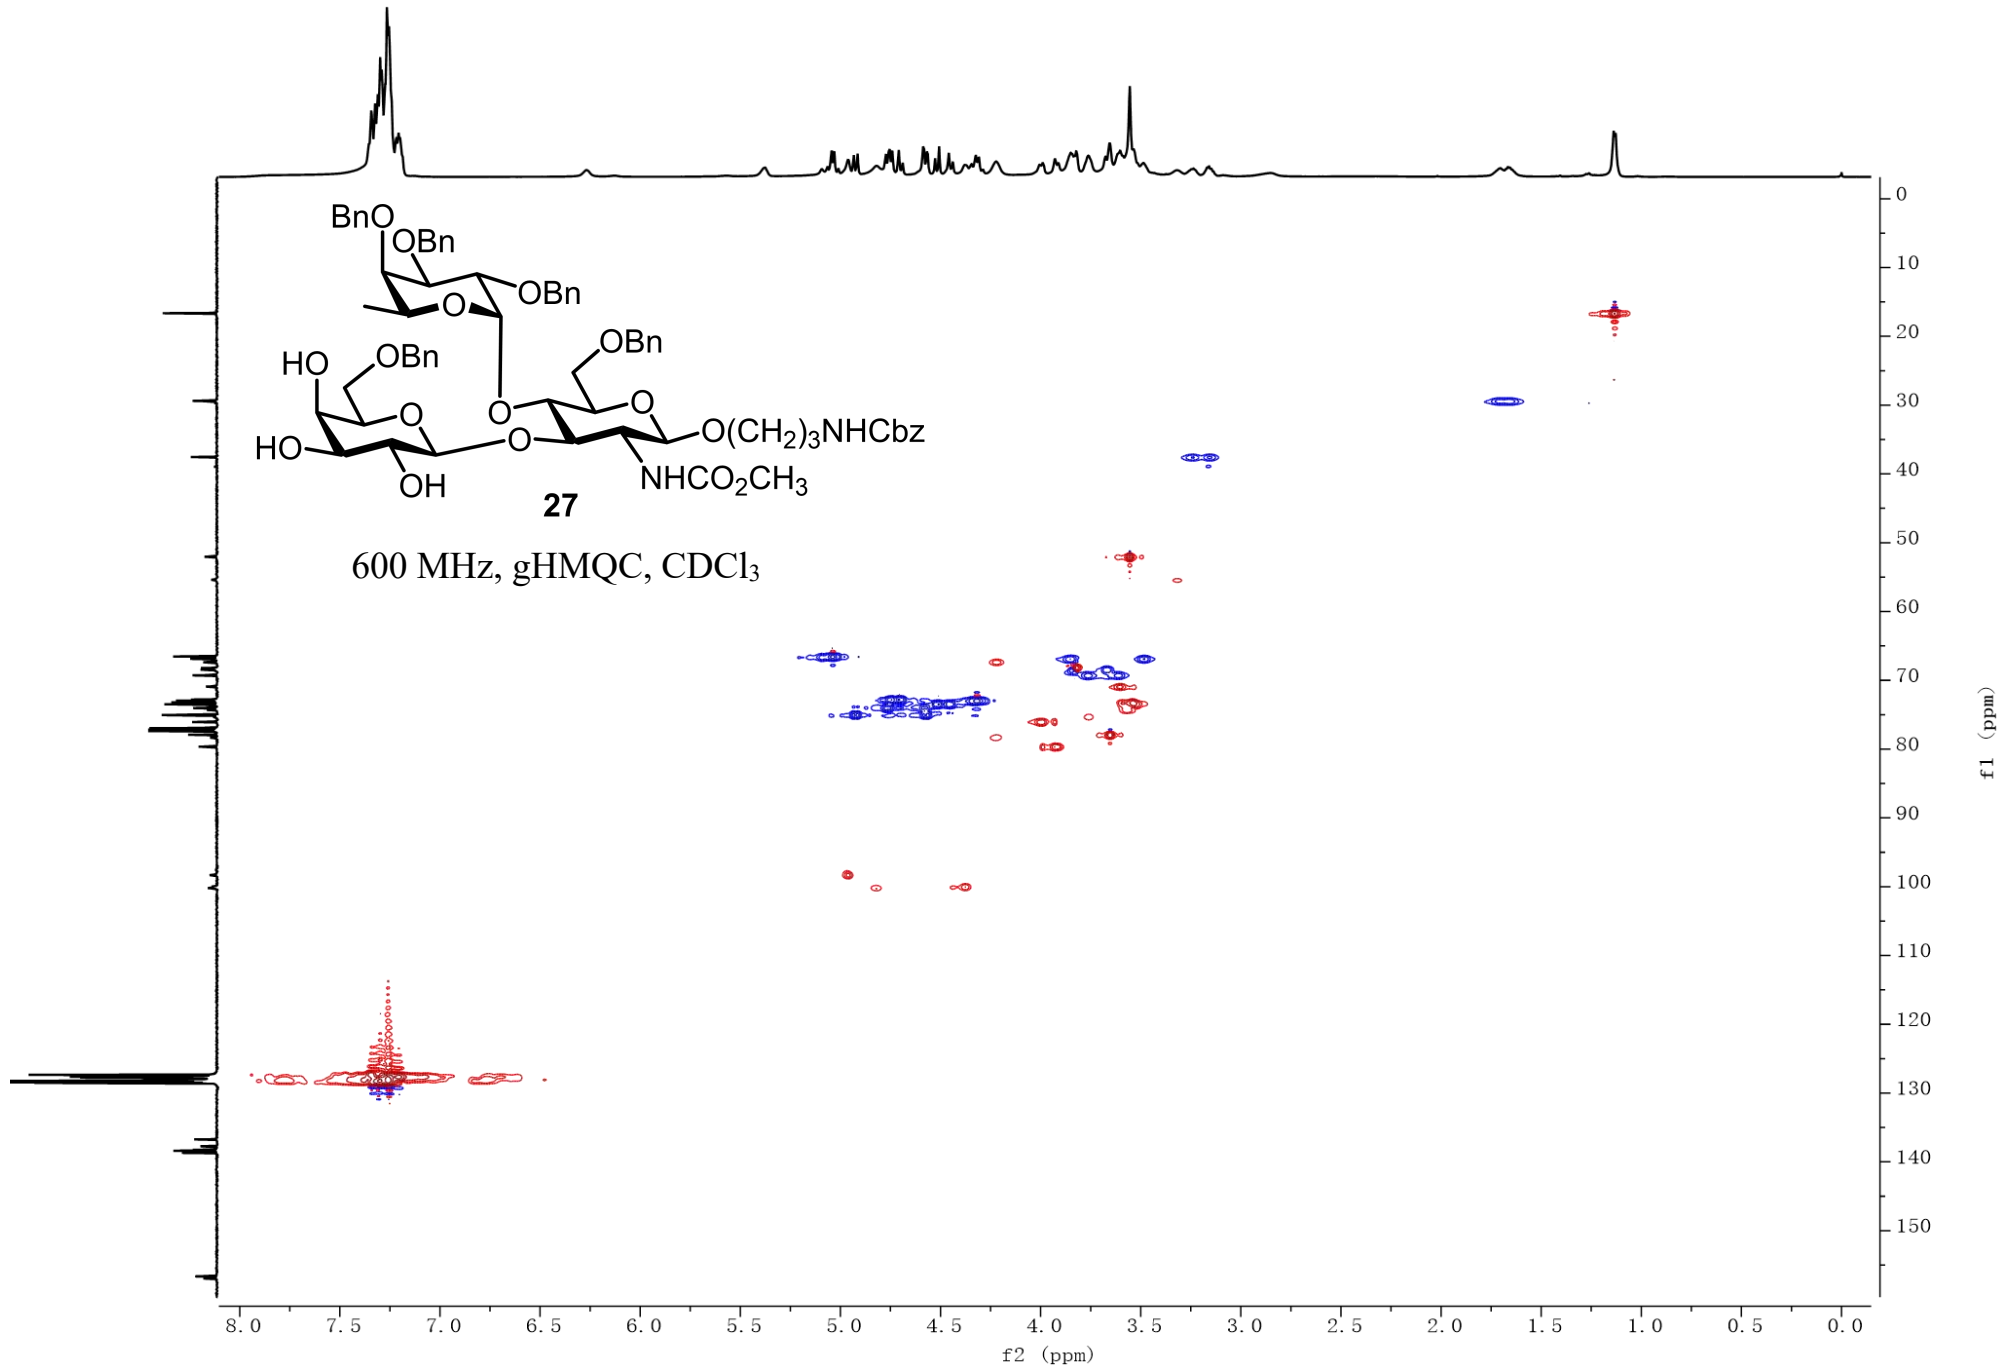 BnO
OBn
OBn
O
OBn
HO
OBn
O
O
O
O(CH2)3NHCbz
HO
O
NHCO2CH3
OH
27
600 MHz, gHMQC, CDCl3
0
10
20
30
40
50
60
70
80
90
100
110
120
130
140
150
f1 (ppm)
8.0 7.5 7.0 6.5 6.0 5.5 5.0 4.5 4.0 3.5 3.0 2.5 2.0 1.5 1.0 0.5 0.0
f2 (ppm)